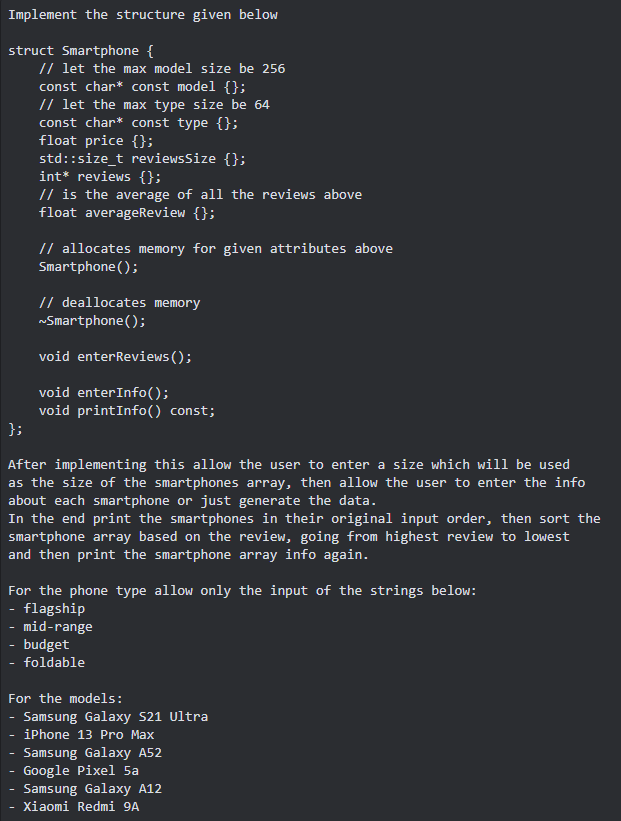 Implement the structure given below
struct Smartphone {
// let the max model size be 256
const char* const model {};
// let the max type size be 64
const char* const type {};
float price {};
std::size_t reviewsSize {};
int* reviews {};
// is the average of all the reviews above
float averageReview {};
// allocates memory for given attributes above
Smartphone();
// deallocates memory
~Smartphone();
void enterReviews();
void enterInfo();
void printInfo() const;
};
After implementing this allow the user to enter a size which will be used
as the size of the smartphones array, then allow the user to enter the info
about each smartphone or just generate the data.
In the end print the smartphones in their original input order, then sort the
smartphone array based on the review, going from highest review to lowest
and then print the smartphone array info again.
For the phone type allow only the input of the strings below:
- flagship
- mid-range
- budget
- foldable
For the models:
- Samsung Galaxy S21 Ultra
- iPhone 13 Pro Max
- Samsung Galaxy A52
- Google Pixel 5a
- Samsung Galaxy A12
- Xiaomi Redmi 9A